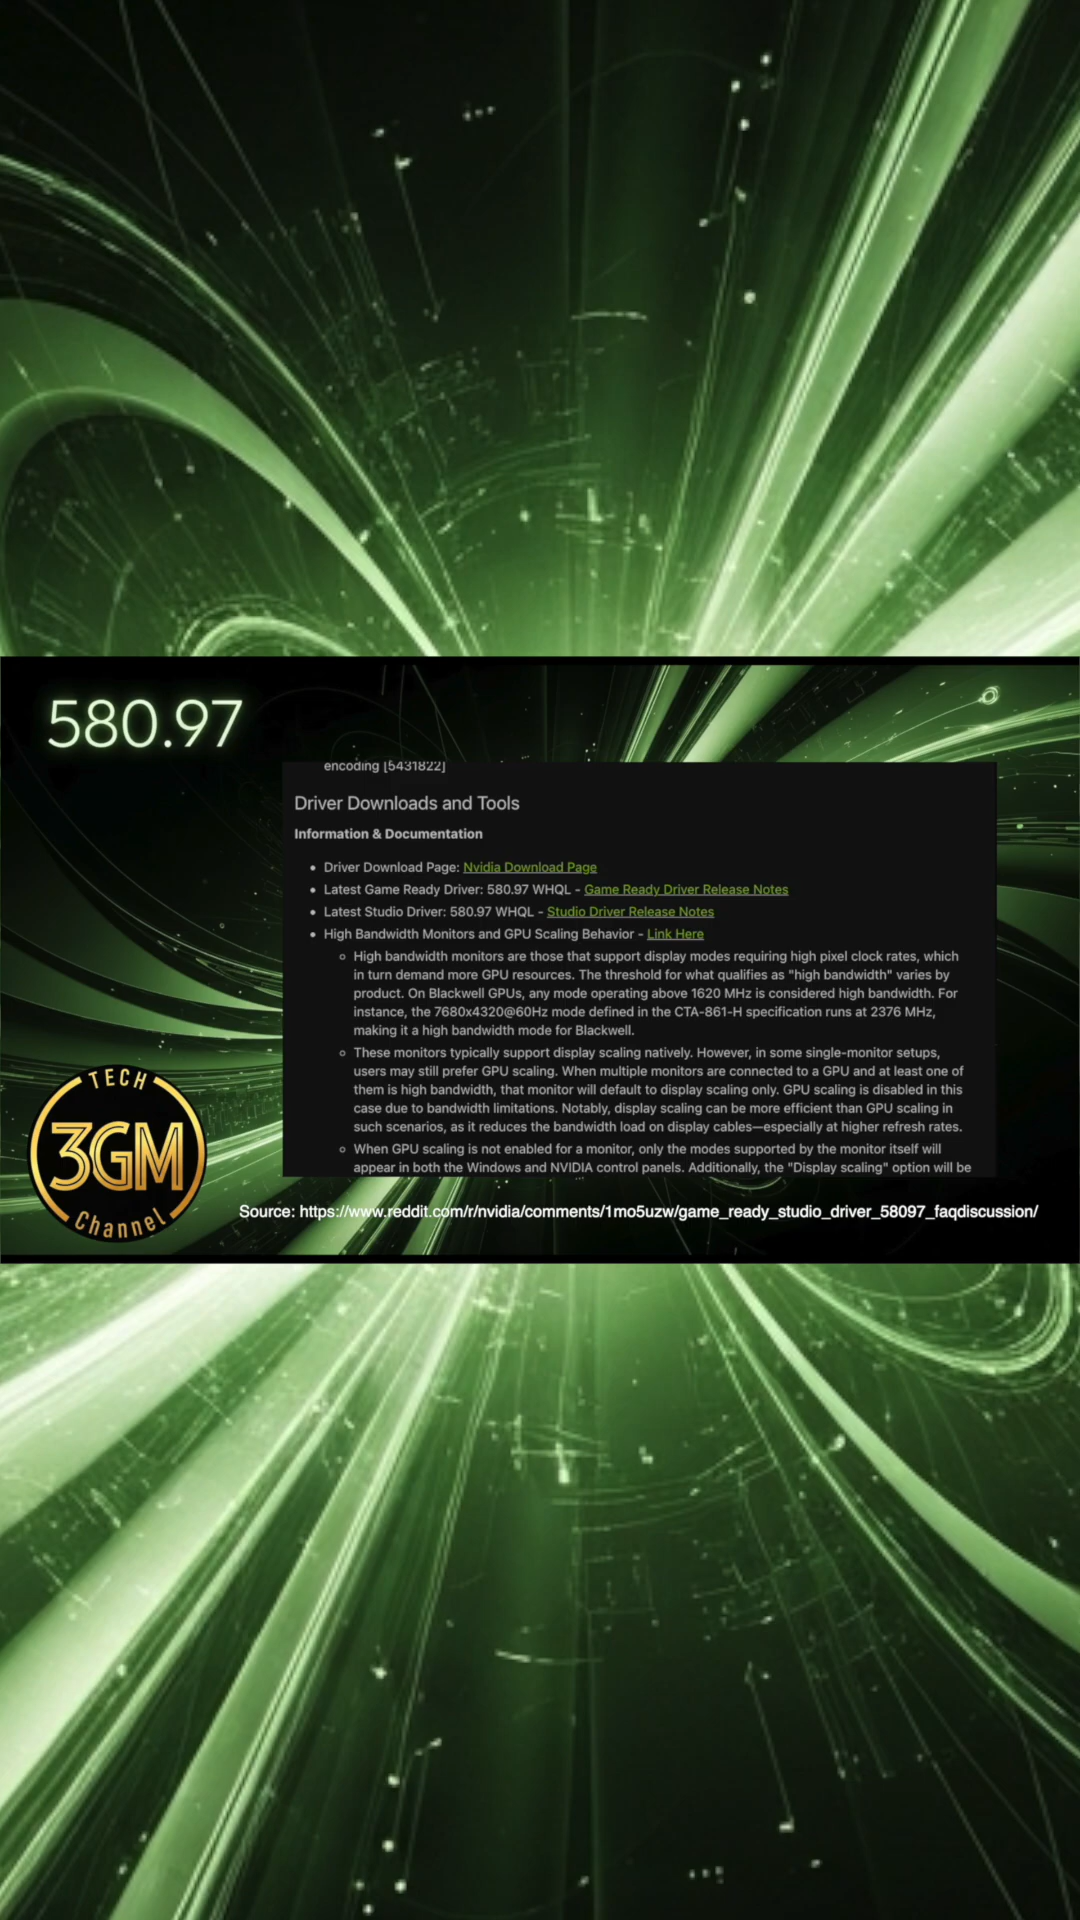 580.97
encoding [5431822]
Driver Downloads and Tools
Information & Documentation
• Driver Download Page: Nvidia Download Page
• Latest Game Ready Driver: 580.97 WHQL - Game Ready Driver Release Notes
• Latest Studio Driver: 580.97 WHQL - Studio Driver Release Notes
• High Bandwidth Monitors and GPU Scaling Behavior - Link Here
○ High bandwidth monitors are those that support display modes requiring high pixel clock rates, which
in turn demand more GPU resources. The threshold for what qualifies as "high bandwidth" varies by
product. On Blackwell GPUs, any mode operating above 1620 MHz is considered high bandwidth. For
instance, the 7680x4320@60Hz mode defined in the CTA-861-H specification runs at 2376 MHz,
making it a high bandwidth mode for Blackwell.
○ These monitors typically support display scaling natively. However, in some single-monitor setups,
users may still prefer GPU scaling. When multiple monitors are connected to a GPU and at least one of
them is high bandwidth, that monitor will default to display scaling only. GPU scaling is disabled in this
case due to bandwidth limitations. Notably, display scaling can be more efficient than GPU scaling in
such scenarios, as it reduces the bandwidth load on display cables—especially at higher refresh rates.
○ When GPU scaling is not enabled for a monitor, only the modes supported by the monitor itself will
appear in both the Windows and NVIDIA control panels. Additionally, the "Display scaling" option will be
TECH
3GM
Channel
Source: https://www.reddit.com/r/nvidia/comments/1mo5uzw/game_ready_studio_driver_58097_faqdiscussion/